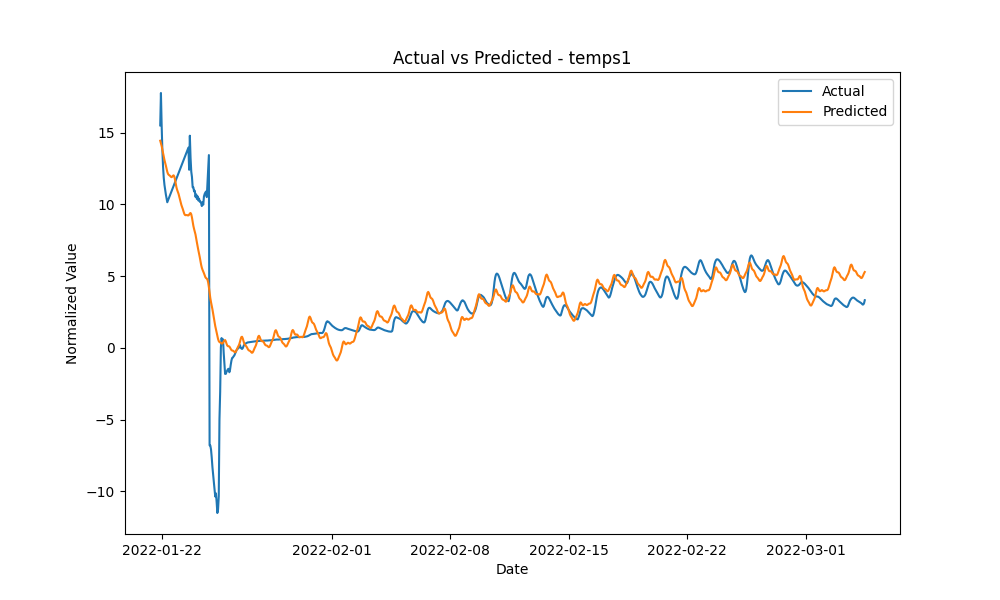 Actual vs Predicted - temps1
Actual
Predicted
Normalized Value
15
10
5
0
−5
−10
2022-01-22
2022-02-01
2022-02-08
2022-02-15
2022-02-22
2022-03-01
Date